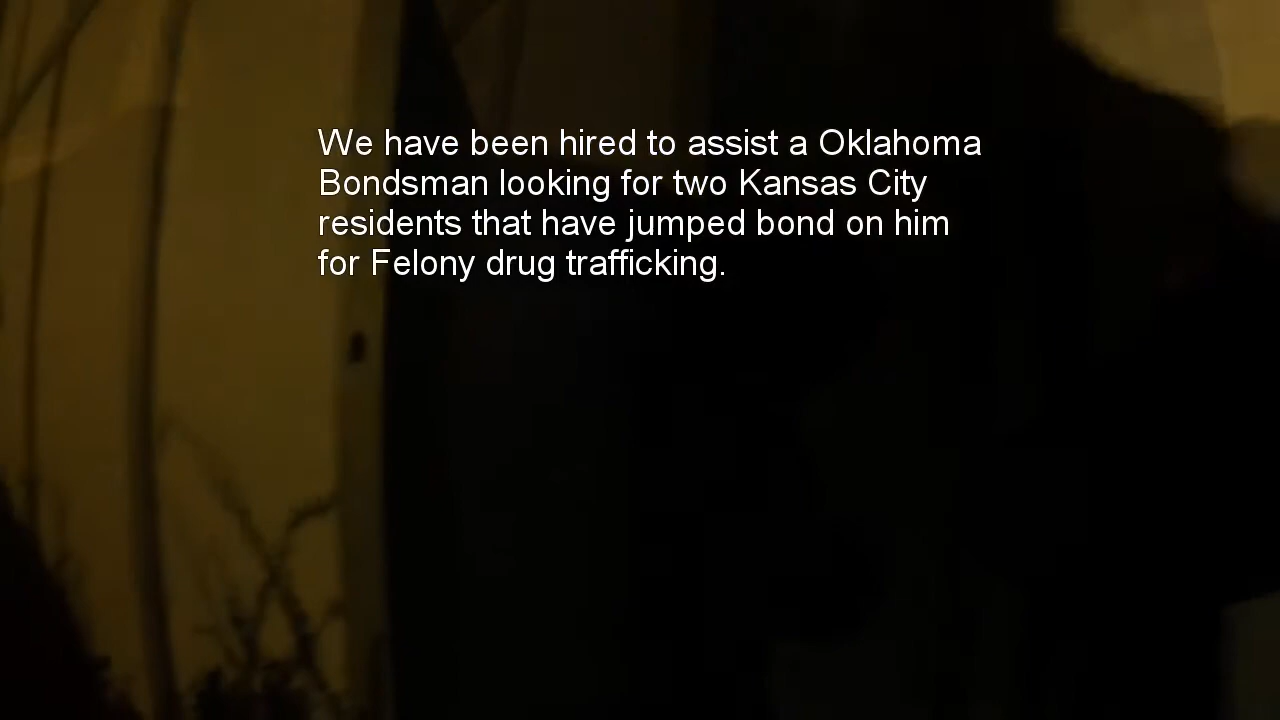 We have been hired to assist a Oklahoma
Bondsman looking for two Kansas City
residents that have jumped bond on him
for Felony drug trafficking.